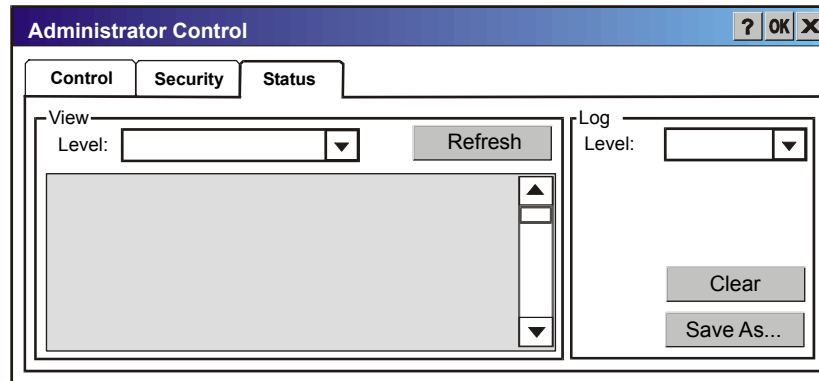 Administrator Control
? OK X
Control Security Status
View
Level:
Refresh
Log
Level:
Clear
Save As...